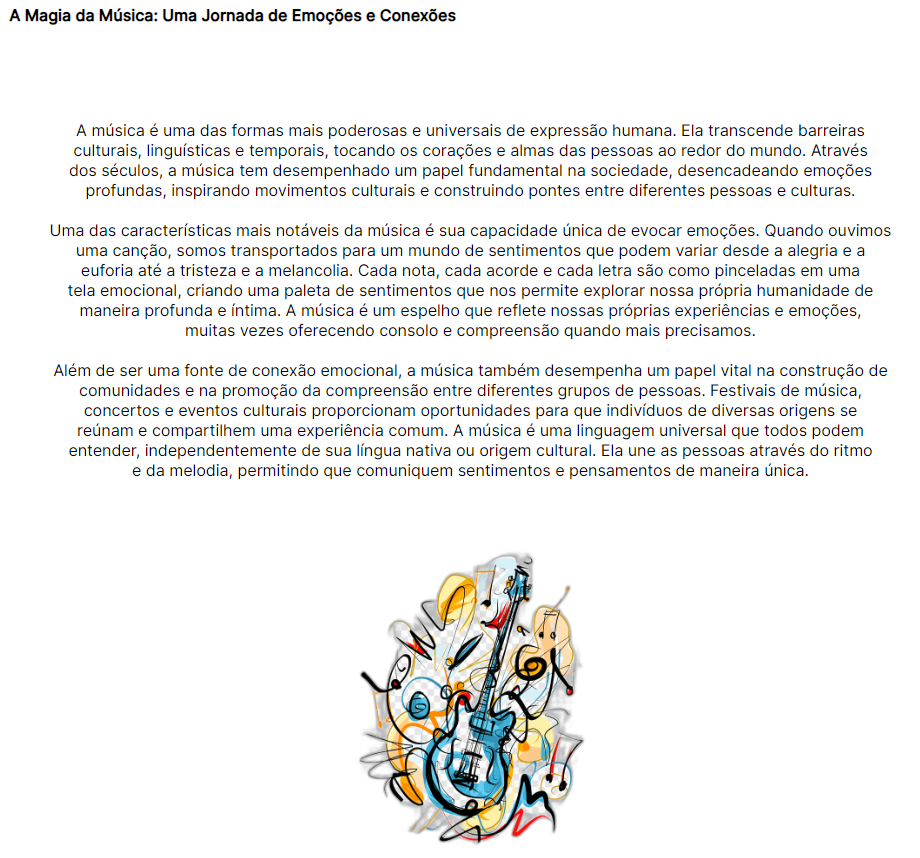 A Magia da Música: Uma Jornada de Emoções e Conexões
A música é uma das formas mais poderosas e universais de expressão humana. Ela transcende barreiras
culturais, linguísticas e temporais, tocando os corações e almas das pessoas ao redor do mundo. Através
dos séculos, a música tem desempenhado um papel fundamental na sociedade, desencadeando emoções
profundas, inspirando movimentos culturais e construindo pontes entre diferentes pessoas e culturas.
Uma das características mais notáveis da música é sua capacidade única de evocar emoções. Quando ouvimos
uma canção, somos transportados para um mundo de sentimentos que podem variar desde a alegria e a
euforia até a tristeza e a melancolia. Cada nota, cada acorde e cada letra são como pinceladas em uma
tela emocional, criando uma paleta de sentimentos que nos permite explorar nossa própria humanidade de
maneira profunda e íntima. A música é um espelho que reflete nossas próprias experiências e emoções,
muitas vezes oferecendo consolo e compreensão quando mais precisamos.
Além de ser uma fonte de conexão emocional, a música também desempenha um papel vital na construção de
comunidades e na promoção da compreensão entre diferentes grupos de pessoas. Festivais de música,
concertos e eventos culturais proporcionam oportunidades para que indivíduos de diversas origens se
reúnam e compartilhem uma experiência comum. A música é uma linguagem universal que todos podem
entender, independentemente de sua língua nativa ou origem cultural. Ela une as pessoas através do ritmo
e da melodia, permitindo que comuniquem sentimentos e pensamentos de maneira única.